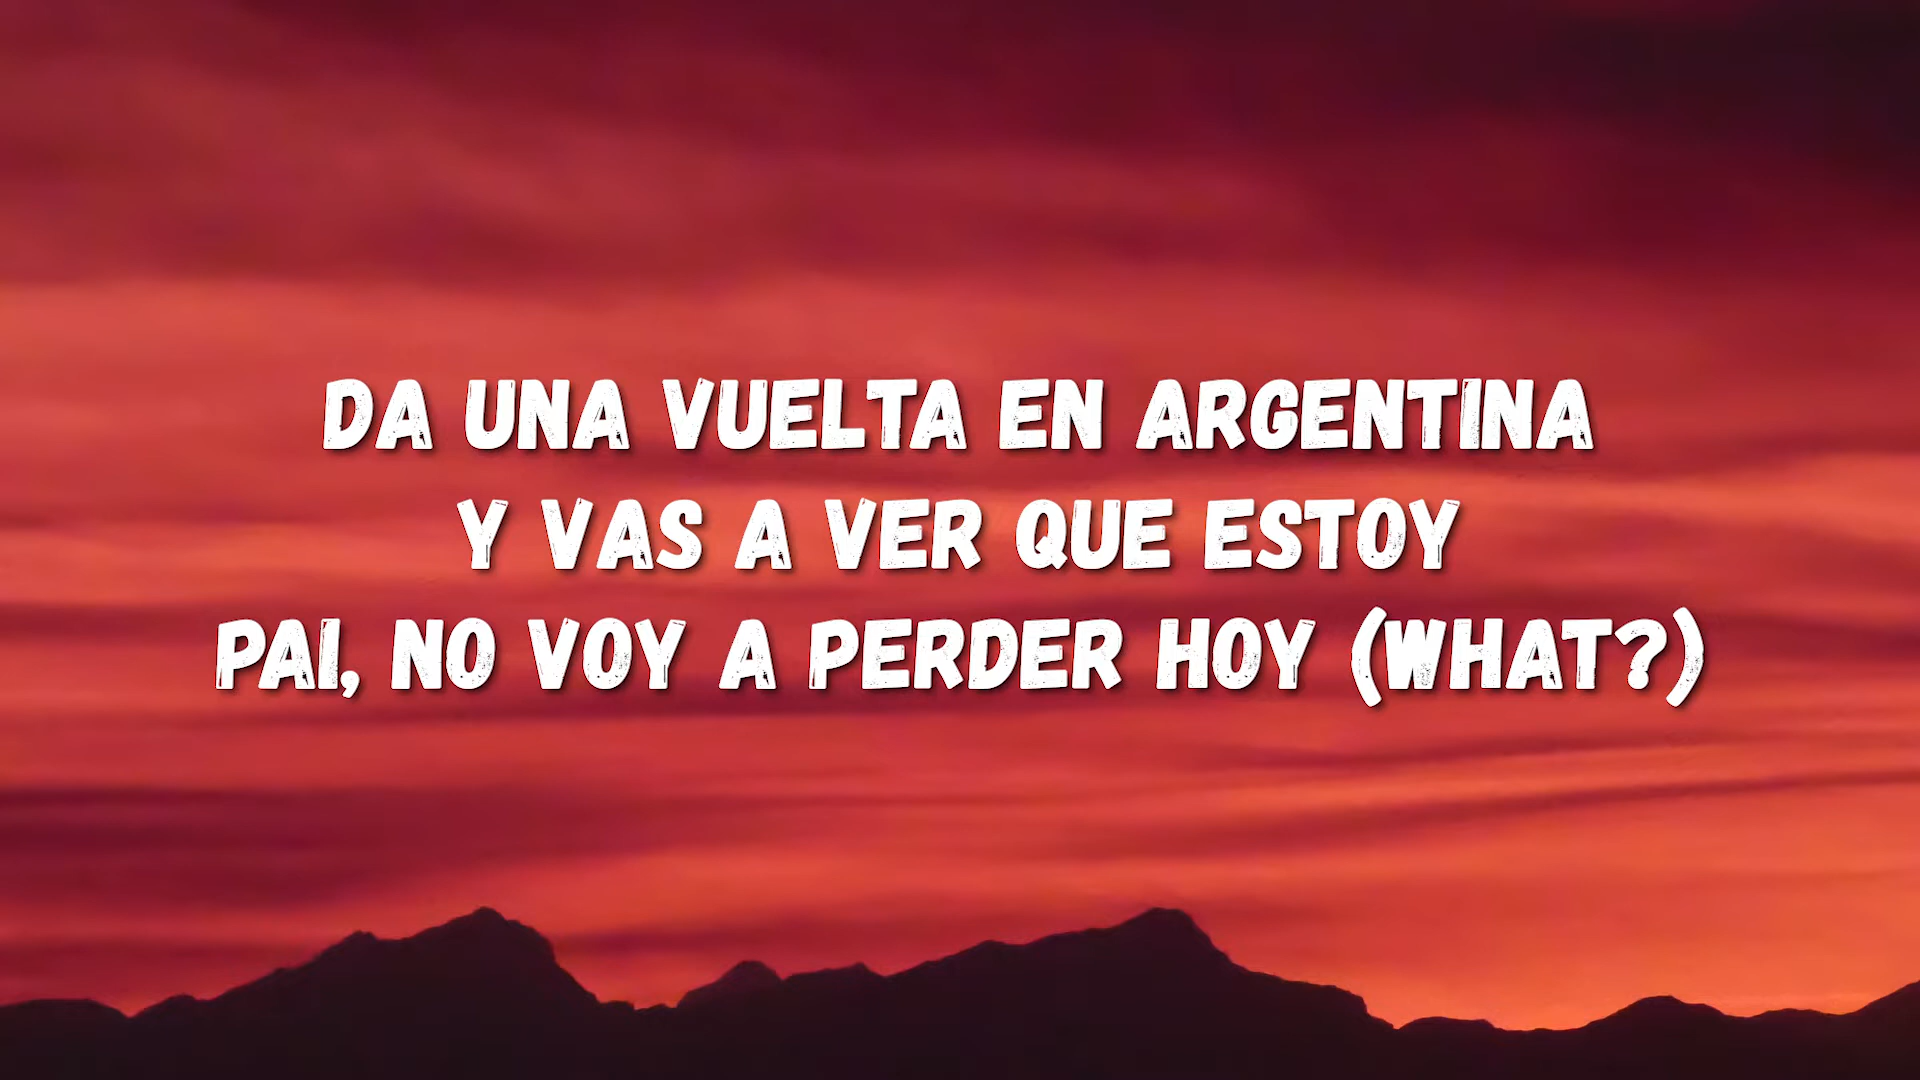 DA UNA VUELTA EN ARGENTINA
Y VAS A VER QUE ESTOY
PAI, NO VOY A PERDER HOY (WHAT?)